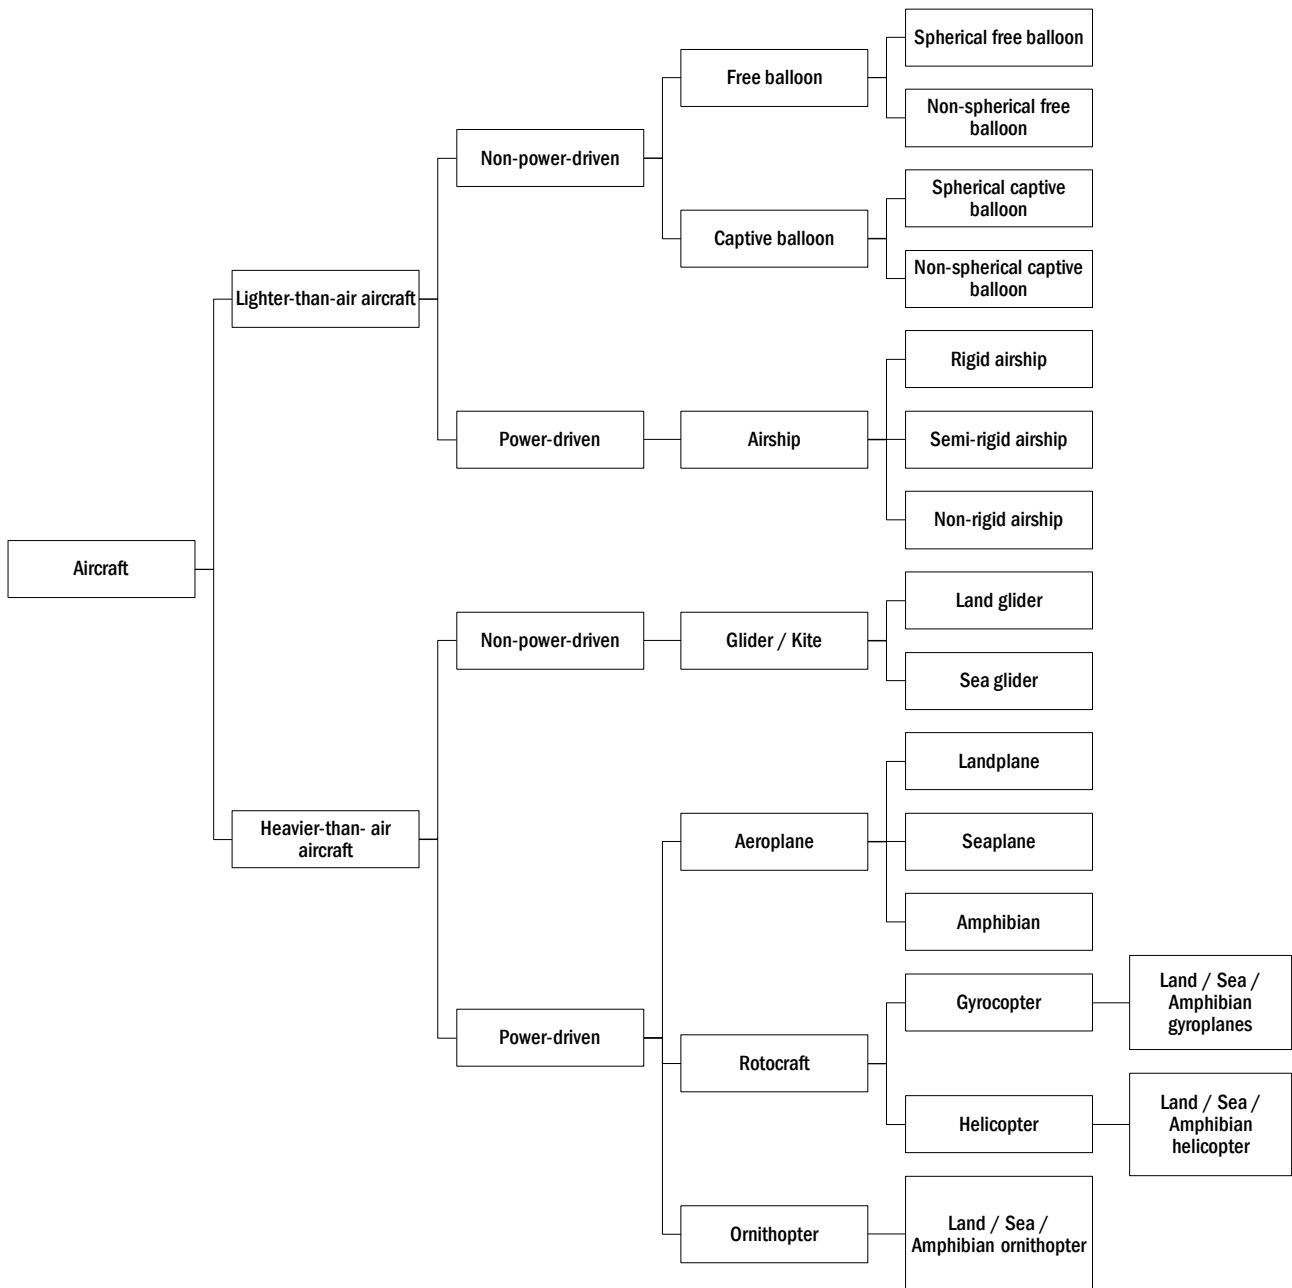 Spherical free balloon
Free balloon
Non-spherical free
balloon
Non-power-driven
Spherical captive
balloon
Captive balloon
Non-spherical captive
balloon
Lighter-than-air aircraft
Rigid airship
Power-driven
Airship
Semi-rigid airship
Non-rigid airship
Aircraft
Land glider
Non-power-driven
Glider / Kite
Sea glider
Landplane
Heavier-than- air
aircraft
Aeroplane
Seaplane
Amphibian
Gyrocopter
Land / Sea /
Amphibian
gyroplanes
Power-driven
Rotocraft
Helicopter
Land / Sea /
Amphibian
helicopter
Ornithopter
Land / Sea /
Amphibian ornithopter